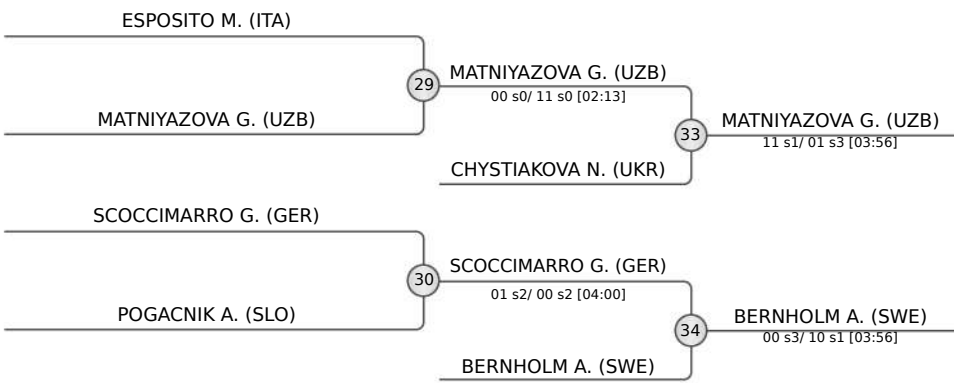 ESPOSITO M. (ITA)
29
MATNIYAZOVA G. (UZB)
00 s0/ 11 s0 [02:13]
MATNIYAZOVA G. (UZB)
33
MATNIYAZOVA G. (UZB)
11 s1/ 01 s3 [03:56]
CHYSTIAKOVA N. (UKR)
SCOCCIMARRO G. (GER)
30
SCOCCIMARRO G. (GER)
01 s2/ 00 s2 [04:00]
POGACNIK A. (SLO)
34
BERNHOLM A. (SWE)
00 s3/ 10 s1 [03:56]
BERNHOLM A. (SWE)